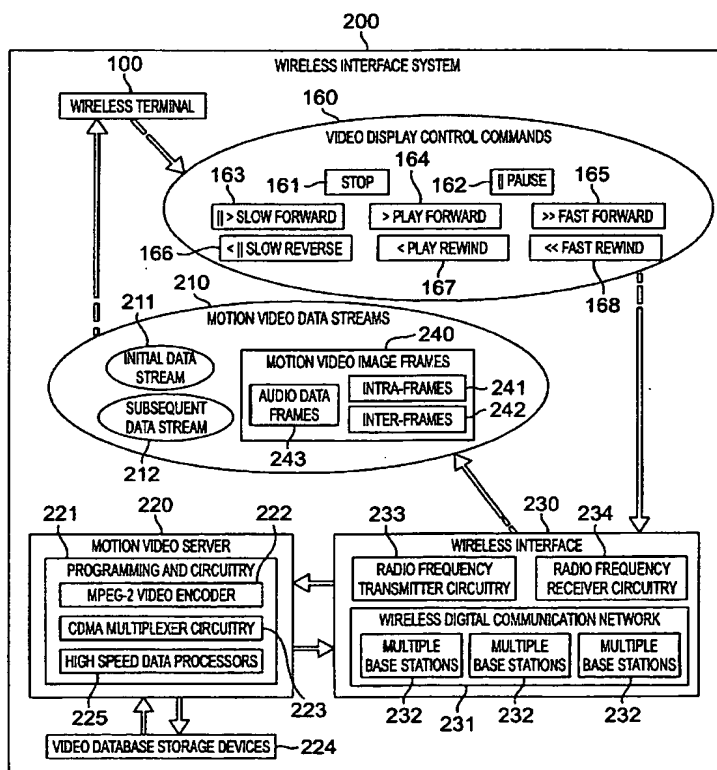 200
WIRELESS INTERFACE SYSTEM
100
WIRELESS TERMINAL
160
VIDEO DISPLAY CONTROL COMMANDS
163
161
STOP
164
162
|| PAUSE
165
|| > SLOW FORWARD
> PLAY FORWARD
>> FAST FORWARD
166
< || SLOW REVERSE
< PLAY REWIND
<< FAST REWIND
167
168
210
MOTION VIDEO DATA STREAMS
211
INITIAL DATA
STREAM
SUBSEQUENT
DATA STREAM
212
240
MOTION VIDEO IMAGE FRAMES
AUDIO DATA
FRAMES
243
INTRA-FRAMES
241
INTER-FRAMES
242
220
221
222
MOTION VIDEO SERVER
PROGRAMMING AND CIRCUITRY
MPEG-2 VIDEO ENCODER
CDMA MULTIPLEXER CIRCUITRY
HIGH SPEED DATA PROCESSORS
225
223
VIDEO DATABASE STORAGE DEVICES
224
233
230
234
WIRELESS INTERFACE
RADIO FREQUENCY
TRANSMITTER CIRCUITRY
RADIO FREQUENCY
RECEIVER CIRCUITRY
WIRELESS DIGITAL COMMUNICATION NETWORK
MULTIPLE
BASE STATIONS
MULTIPLE
BASE STATIONS
MULTIPLE
BASE STATIONS
232
231
232
232